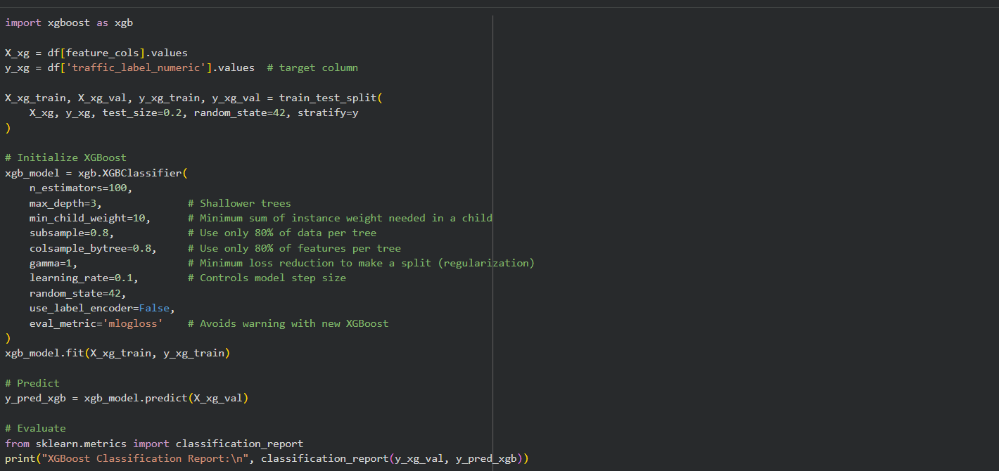 import xgboost as xgb
X_xg = df[feature_cols].values
y_xg = df['traffic_label_numeric'].values  # target column
X_xg_train, X_xg_val, y_xg_train, y_xg_val = train_test_split(
    X_xg, y_xg, test_size=0.2, random_state=42, stratify=y
)
# Initialize XGBoost
xgb_model = xgb.XGBClassifier(
    n_estimators=100,
    max_depth=3,              # Shallower trees
    min_child_weight=10,      # Minimum sum of instance weight needed in a child
    subsample=0.8,            # Use only 80% of data per tree
    colsample_bytree=0.8,     # Use only 80% of features per tree
    gamma=1,                  # Minimum loss reduction to make a split (regularization)
    learning_rate=0.1,        # Controls model step size
    random_state=42,
    use_label_encoder=False,
    eval_metric='mlogloss'    # Avoids warning with new XGBoost
)
xgb_model.fit(X_xg_train, y_xg_train)
# Predict
y_pred_xgb = xgb_model.predict(X_xg_val)
# Evaluate
from sklearn.metrics import classification_report
print("XGBoost Classification Report:\n", classification_report(y_xg_val, y_pred_xgb))